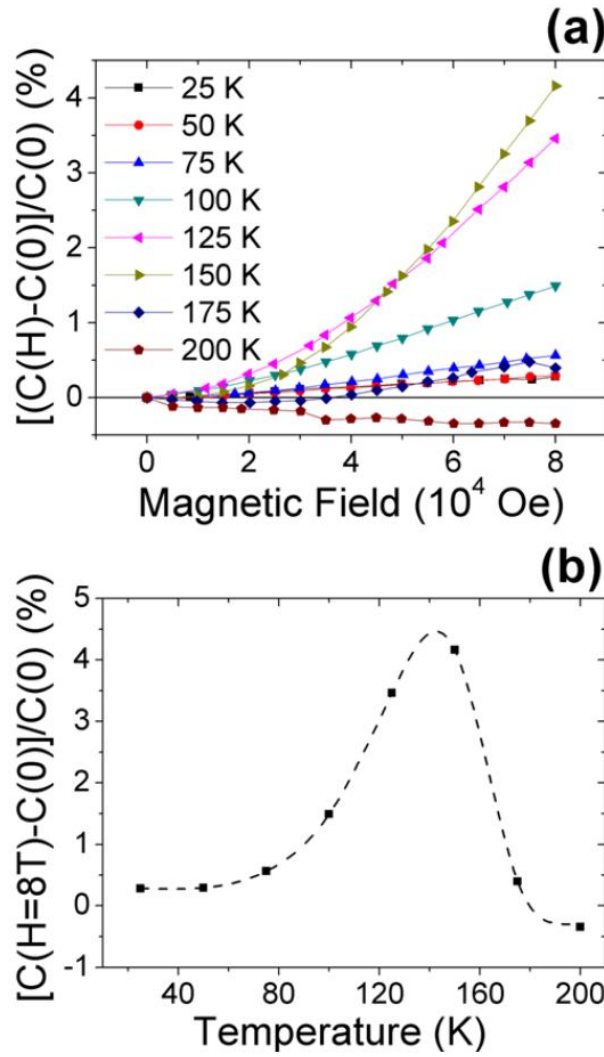 (a)
[(C(H)-C(0)]/C(0) (%)
4
3
2
1
0
25 K
50 K
75 K
100 K
125 K
150 K
175 K
200 K
0 2 4 6 8
Magnetic Field (10⁴ Oe)
(b)
[C(H=8T)-C(0)]/C(0) (%)
5
4
3
2
1
0
-1
40 80 120 160 200
Temperature (K)